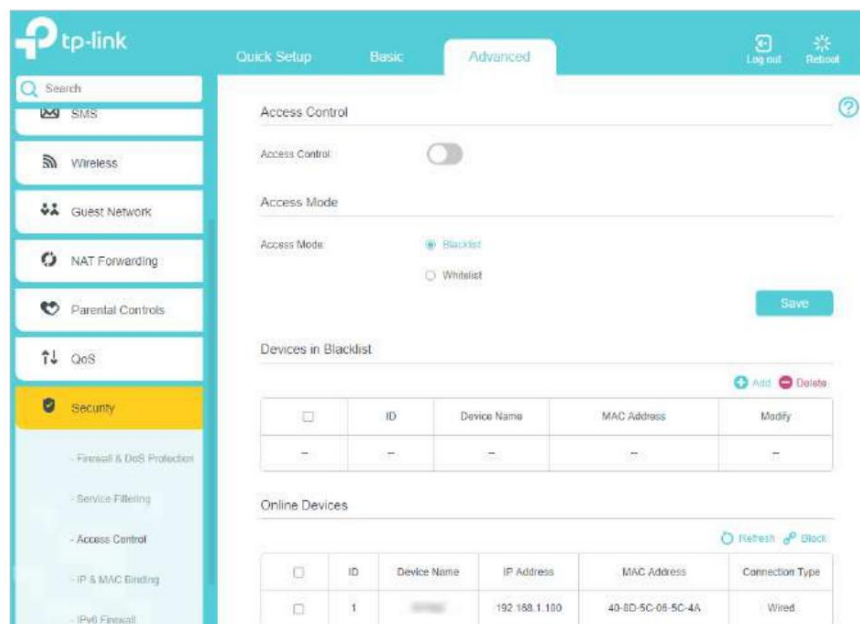 tp-link
Quick Setup Basic Advanced Log out Reboot
Search
SMS
Wireless
Guest Network
NAT Forwarding
Parental Controls
QoS
Security
- Firewall & DoS Protection
- Service Filtering
- Access Control
- IP & MAC Binding
- IPv6 Firewall
Access Control
Access Control:
Access Mode
Access Mode:
Blacklist
Whitelist
Save
Devices in Blacklist
Add Delete
ID Device Name MAC Address Modify
-- -- -- -- --
Online Devices
Refresh Block
ID Device Name IP Address MAC Address Connection Type
1 192.168.1.100 40-8D-5C-06-5C-4A Wired